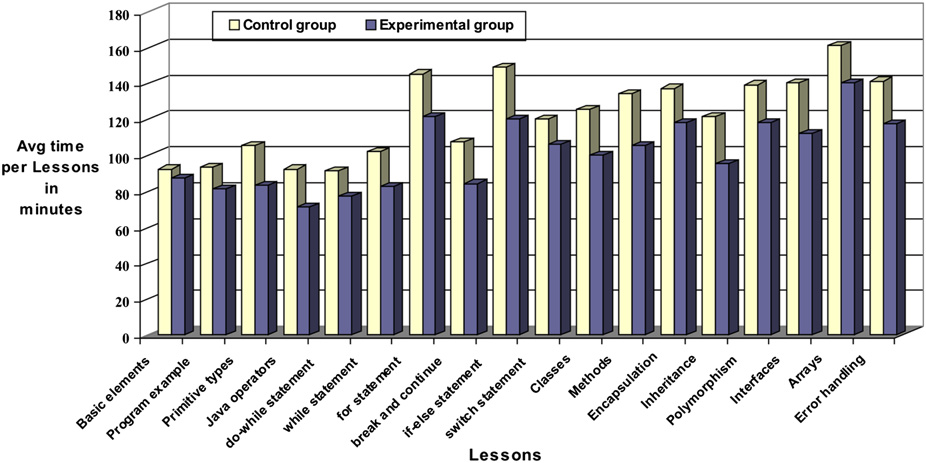 180
160
140
120
100
80
60
40
20
0
Control group
Experimental group
Avg time
per Lessons
in
minutes
Basic elements
Program example
Primitive types
Java operators
do-while statement
while statement
for statement
break and continue
if-else statement
switch statement
Classes
Methods
Encapsulation
Inheritance
Polymorphism
Interfaces
Arrays
Error handling
Lessons